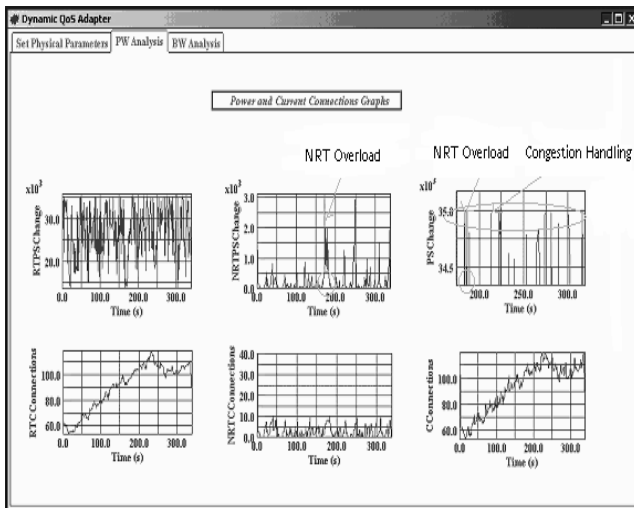 Dynamic QoS Adapter
Set Physical Parameters PW Analysis BW Analysis
Power and Current Connections Graphs
NRT Overload NRT Overload Congestion Handling
x10³
RTPSChange
30.0
20.0
0.0 100.0 200.0 300.0
Time (s)
x10³
NRTPSChange
3.0
2.0
1.0
0.0
0.0 100.0 200.0 300.0
Time (s)
PSChange
35.0
34.5
200.0 250.0 300.0
Time (s)
RTCConnections
100.0
80.0
60.0
0.0 100.0 200.0 300.0
Time (s)
NRTCConnections
40.0
30.0
20.0
10.0
0.0
0.0 100.0 200.0 300.0
Time (s)
CConnections
100.0
80.0
60.0
0.0 100.0 200.0 300.0
Time (s)